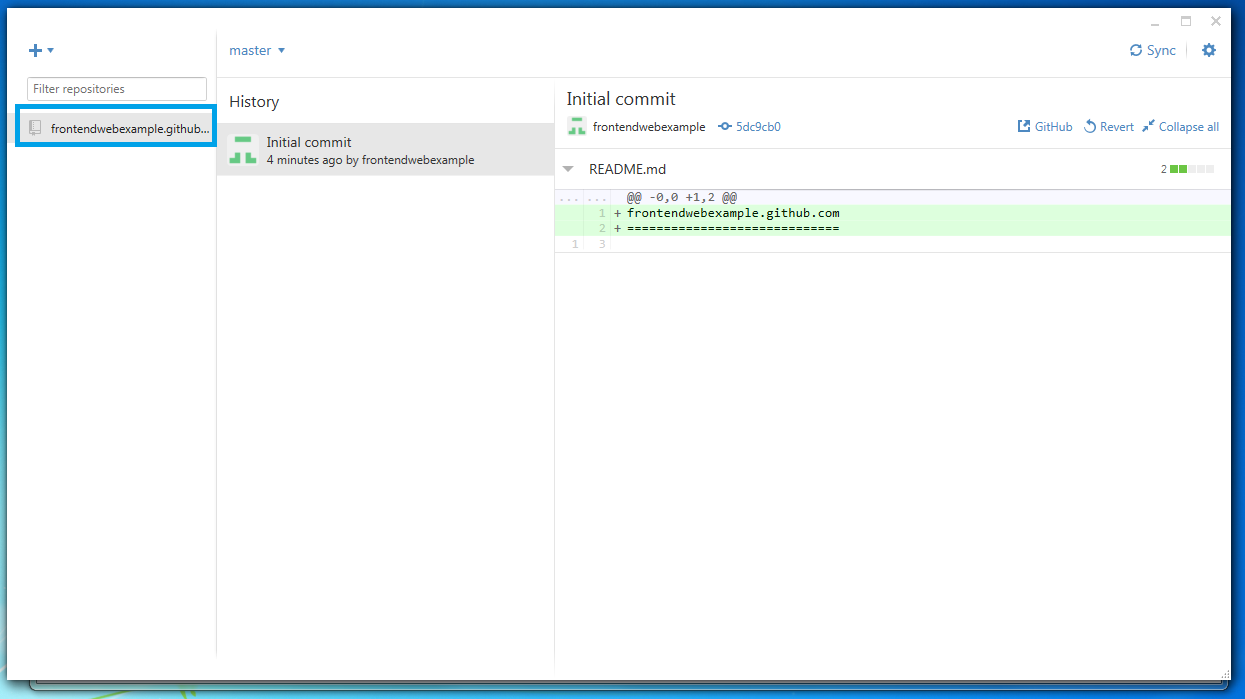 master
Sync
Filter repositories
frontendwebexample.github...
History
Initial commit
4 minutes ago by frontendwebexample
Initial commit
frontendwebexample 5dc9cb0
GitHub Revert Collapse all
README.md 2
... ... @@ -0,0 +1,2 @@
1 + frontendwebexample.github.com
2 + =============================
1 3